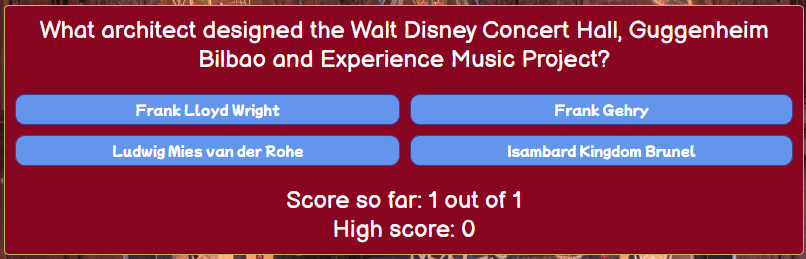 What architect designed the Walt Disney Concert Hall, Guggenheim
Bilbao and Experience Music Project?
Frank Lloyd Wright
Frank Gehry
Ludwig Mies van der Rohe
Isambard Kingdom Brunel
Score so far: 1 out of 1
High score: 0